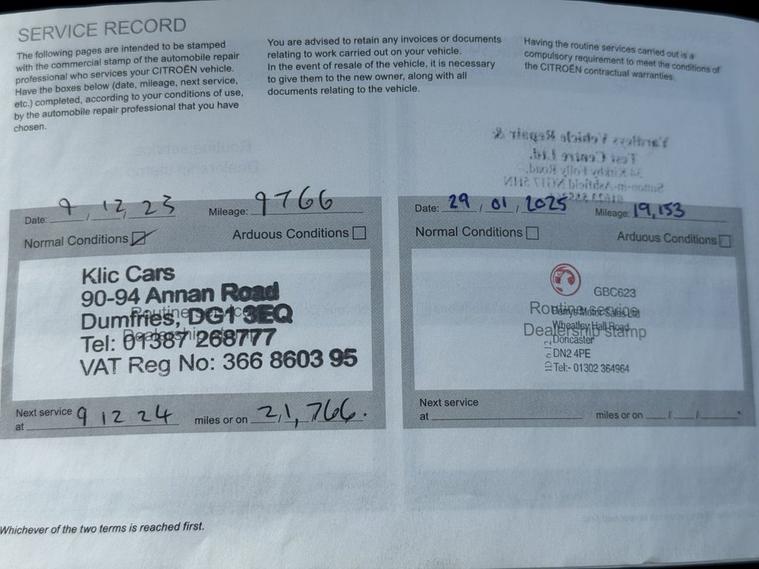 SERVICE RECORD
The following pages are intended to be stamped
with the commercial stamp of the automobile repair
professional who services your CITROËN vehicle.
Have the boxes below (date, mileage, next service,
etc.) completed, according to your conditions of use,
by the automobile repair professional that you have
chosen.
You are advised to retain any invoices or documents
relating to work carried out on your vehicle.
In the event of resale of the vehicle, it is necessary
to give them to the new owner, along with all
documents relating to the vehicle.
Having the routine services carried out is a
compulsory requirement to meet the conditions of
the CITROËN contractual warranties.
Date: 9 / 12 / 23 Mileage: 9766
Normal Conditions Arduous Conditions
Klic Cars
90-94 Annan Road
Dumfries, DG1 3EQ
Tel: 01387 268777
VAT Reg No: 366 8603 95
Next service
at 9 12 24 miles or on 21,766.
Date: 29 / 01 / 2025 Mileage: 19,153
Normal Conditions Arduous Conditions
GBC623
Routine service
Wheatley Hall Road
Dealership stamp
Doncaster
DN2 4PE
Tel:- 01302 364964
Next service
at miles or on / /
Whichever of the two terms is reached first.